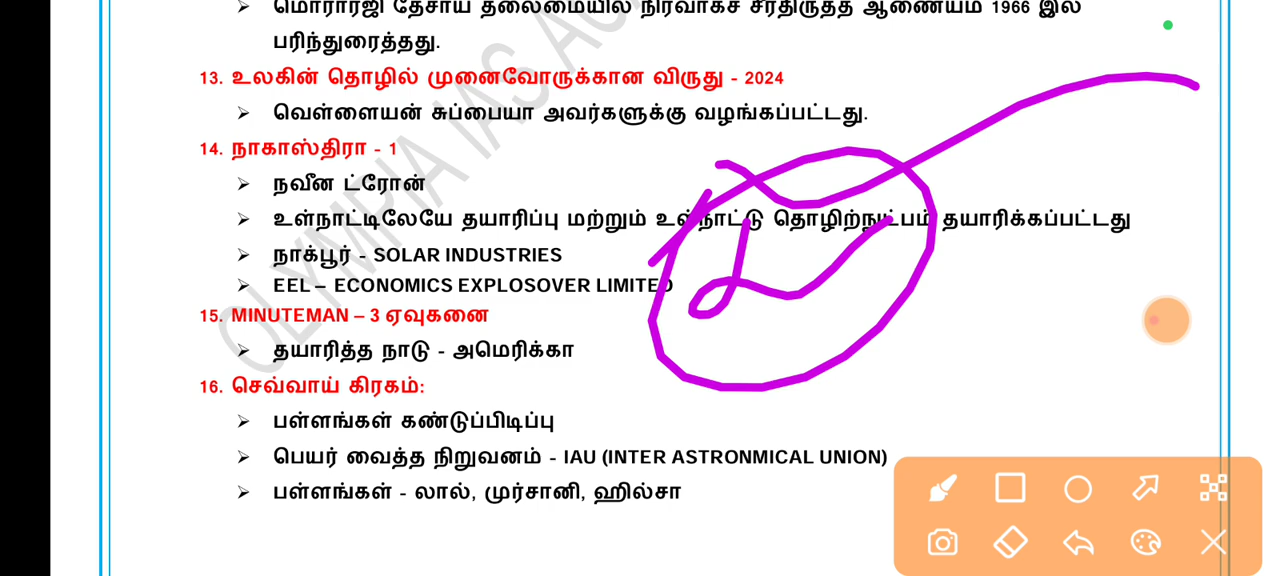 மொரார்ஜி தேசாய் தலைமையில் நிர்வாகச் சீர்திருத்த ஆணையம் 1966 இல்
பரிந்துரைத்தது.
13. உலகின் தொழில் முனைவோருக்கான விருது - 2024
➢ வெள்ளையன் சுப்பையா அவர்களுக்கு வழங்கப்பட்டது.
14. நாகாஸ்திரா - 1
➢ நவீன ட்ரோன்
➢ உள்நாட்டிலேயே தயாரிப்பு மற்றும் உள்நாட்டு தொழிற்நுட்பம் தயாரிக்கப்பட்டது
➢ நாக்பூர் - SOLAR INDUSTRIES
➢ EEL – ECONOMICS EXPLOSOVER LIMITED
15. MINUTEMAN – 3 ஏவுகனை
➢ தயாரித்த நாடு - அமெரிக்கா
16. செவ்வாய் கிரகம்:
➢ பள்ளங்கள் கண்டுப்பிடிப்பு
➢ பெயர் வைத்த நிறுவனம் - IAU (INTER ASTRONMICAL UNION)
➢ பள்ளங்கள் - லால், முர்சானி, ஹில்சா
OLYMPIA IAS